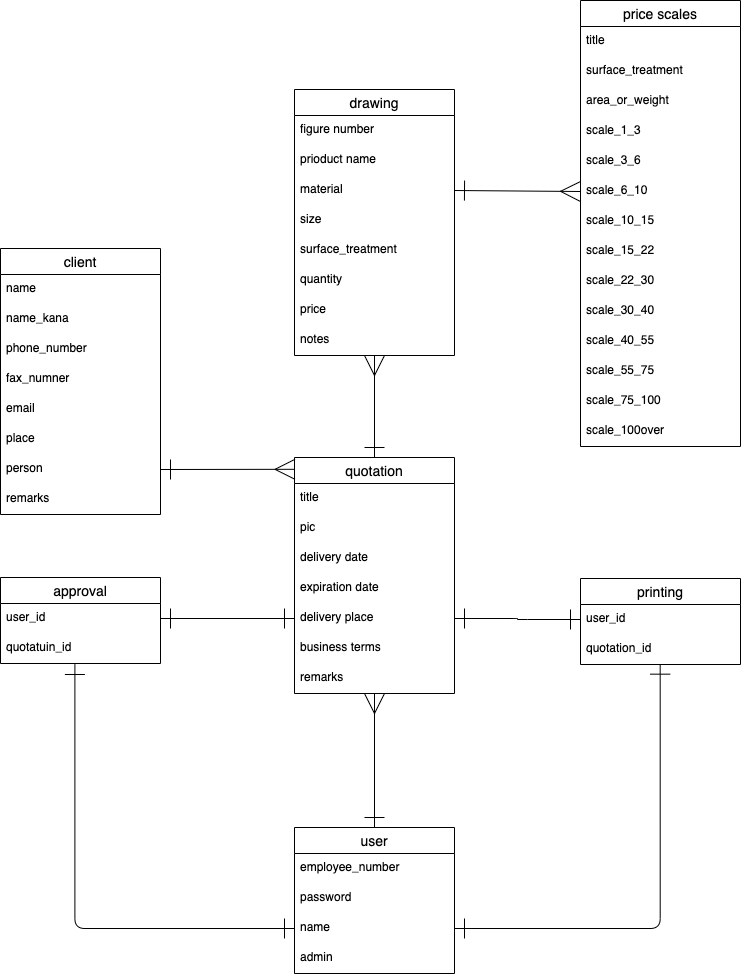 price scales
title
surface_treatment
area_or_weight
scale_1_3
scale_3_6
scale_6_10
scale_10_15
scale_15_22
scale_22_30
scale_30_40
scale_40_55
scale_55_75
scale_75_100
scale_100over
drawing
figure number
prioduct name
material
size
surface_treatment
quantity
price
notes
client
name
name_kana
phone_number
fax_numner
email
place
person
remarks
quotation
title
pic
delivery date
expiration date
delivery place
business terms
remarks
approval
user_id
quotatuin_id
printing
user_id
quotation_id
user
employee_number
password
name
admin